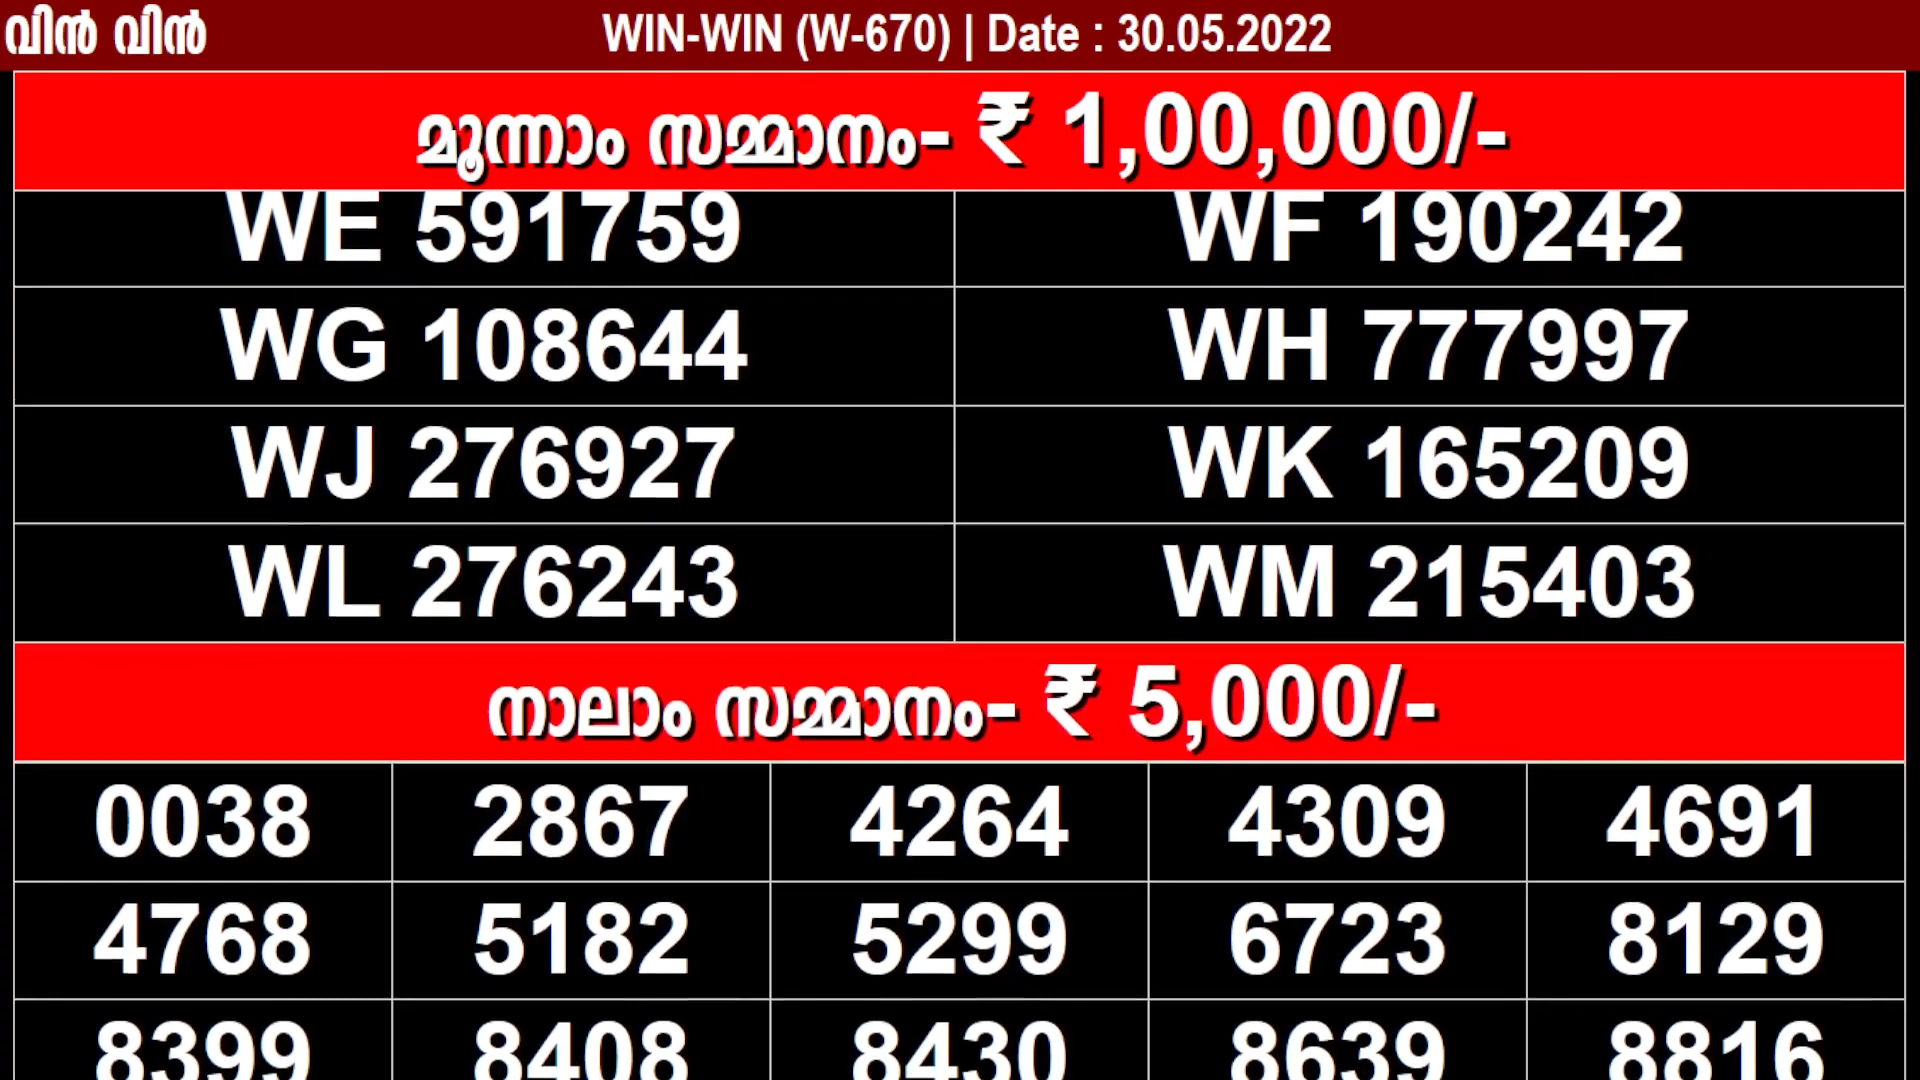 വിൻ വിൻ WIN-WIN (W-670) | Date : 30.05.2022
മൂന്നാം സമ്മാനം- ₹ 1,00,000/-
WE 591759 WF 190242
WG 108644 WH 777997
WJ 276927 WK 165209
WL 276243 WM 215403
നാലാം സമ്മാനം- ₹ 5,000/-
0038 2867 4264 4309 4691
4768 5182 5299 6723 8129
8399 8408 8430 8639 8816